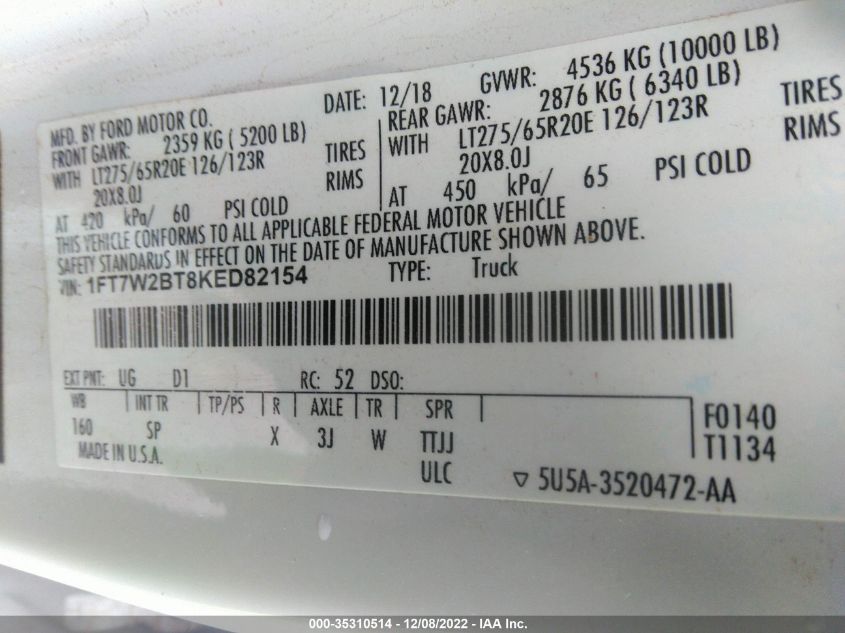 MFD. BY FORD MOTOR CO.
DATE: 12/18 GVWR: 4536 KG (10000 LB)
FRONT GAWR: 2359 KG ( 5200 LB)
WITH LT275/65R20E 126/123R TIRES
20X8.0J RIMS
AT 420 kPa/ 60 PSI COLD
REAR GAWR: 2876 KG ( 6340 LB)
WITH LT275/65R20E 126/123R TIRES
20X8.0J RIMS
AT 450 kPa/ 65 PSI COLD
THIS VEHICLE CONFORMS TO ALL APPLICABLE FEDERAL MOTOR VEHICLE
SAFETY STANDARDS IN EFFECT ON THE DATE OF MANUFACTURE SHOWN ABOVE.
VIN: 1FT7W2BT8KED82154 TYPE: Truck
EXT PNT: UG D1 RC: 52 DSO:
WB INT TR TP/PS R AXLE TR SPR
160 SP X 3J W TTJJ
ULC
F0140
T1134
MADE IN U.S.A.
▽ 5U5A-3520472-AA
000-35310514 - 12/08/2022 - IAA Inc.